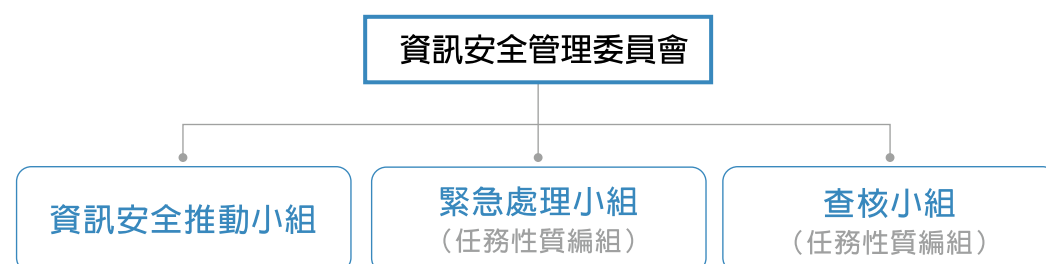 資訊安全管理委員會
資訊安全推動小組
緊急處理小組
（任務性質編組）
查核小組
（任務性質編組）